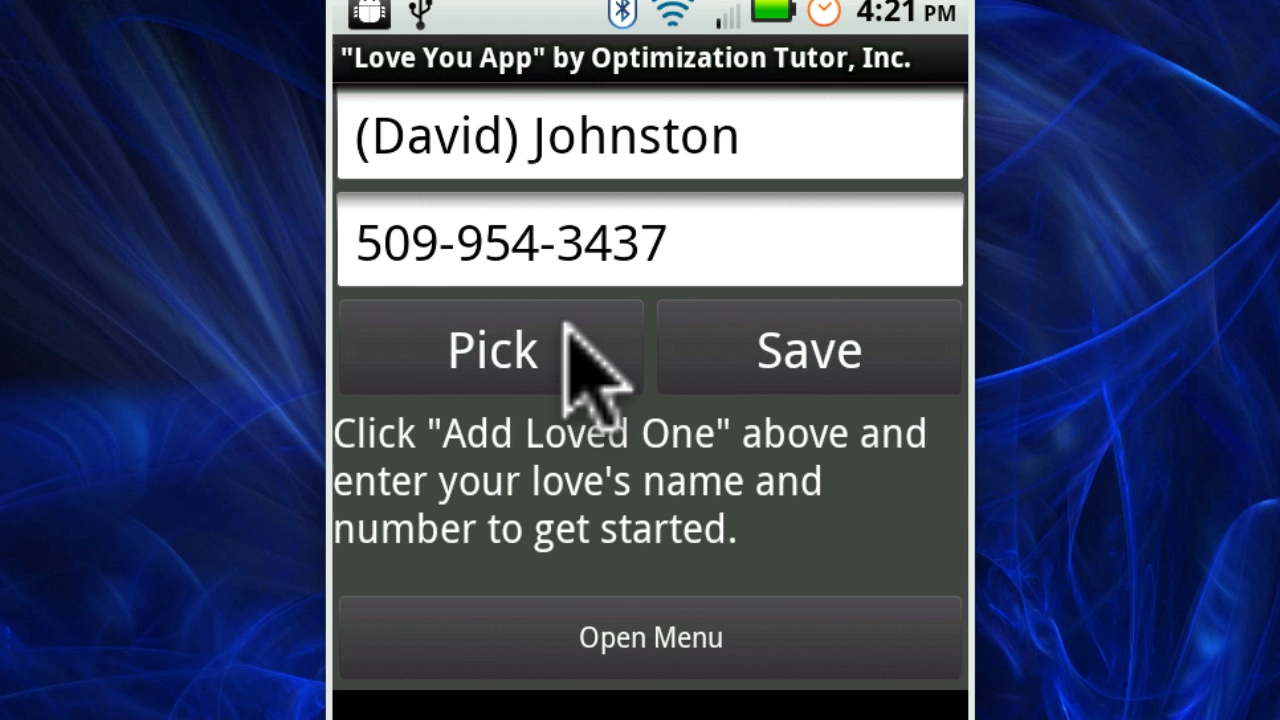 4:21 PM
"Love You App" by Optimization Tutor, Inc.
(David) Johnston
509-954-3437
Pick
Save
Click "Add Loved One" above and
enter your love's name and
number to get started.
Open Menu